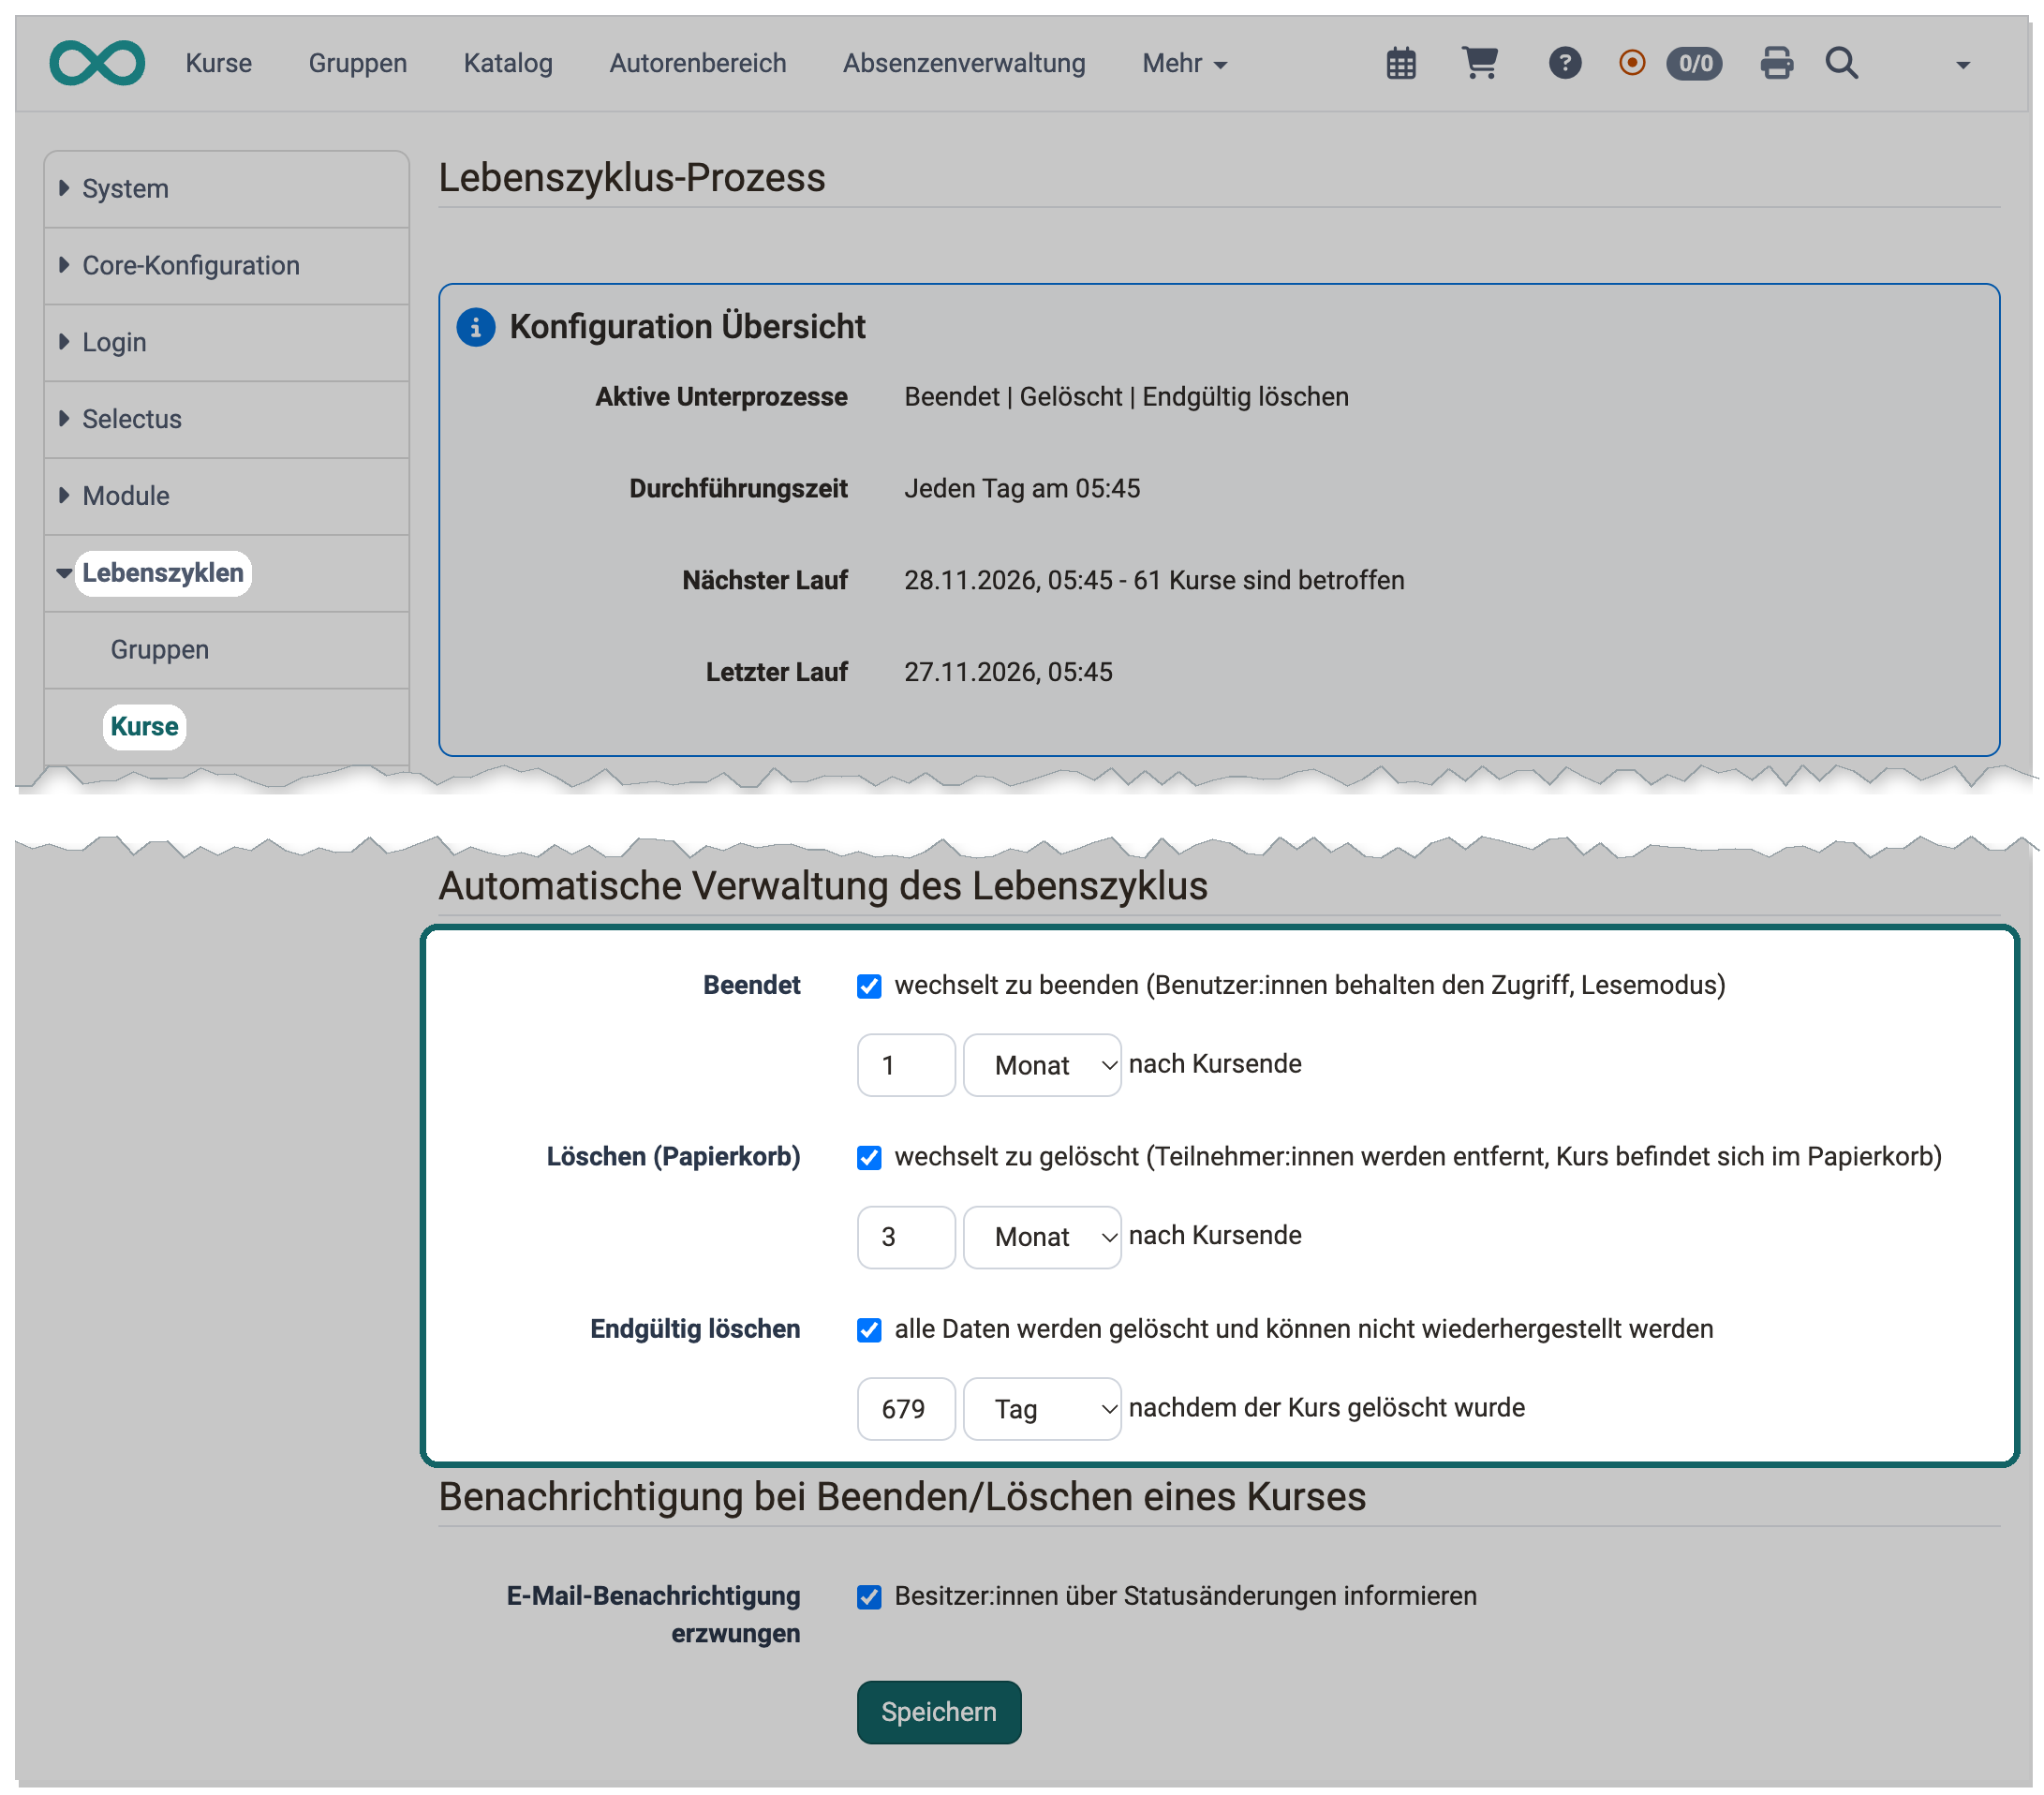 Kurse Gruppen Katalog Autorenbereich Absenzenverwaltung Mehr ? 0/0
System
Core-Konfiguration
Login
Selectus
Module
Lebenszyklen
Gruppen
Kurse
Lebenszyklus-Prozess
Konfiguration Übersicht
Aktive Unterprozesse Beendet | Gelöscht | Endgültig löschen
Durchführungszeit Jeden Tag am 05:45
Nächster Lauf 28.11.2026, 05:45 - 61 Kurse sind betroffen
Letzter Lauf 27.11.2026, 05:45
Automatische Verwaltung des Lebenszyklus
Beendet wechselt zu beenden (Benutzer:innen behalten den Zugriff, Lesemodus)
1 Monat nach Kursende
Löschen (Papierkorb) wechselt zu gelöscht (Teilnehmer:innen werden entfernt, Kurs befindet sich im Papierkorb)
3 Monat nach Kursende
Endgültig löschen alle Daten werden gelöscht und können nicht wiederhergestellt werden
679 Tag nachdem der Kurs gelöscht wurde
Benachrichtigung bei Beenden/Löschen eines Kurses
E-Mail-Benachrichtigung Besitzer:innen über Statusänderungen informieren
erzwungen
Speichern